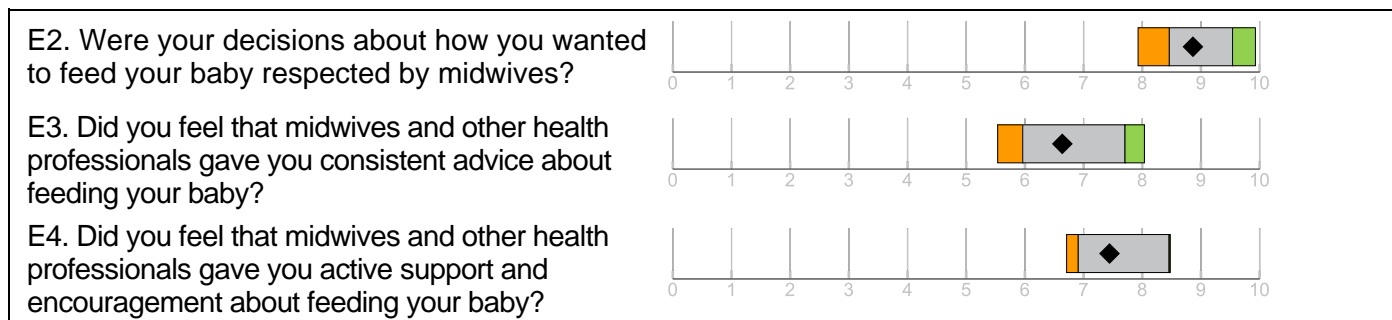 E2. Were your decisions about how you wanted
to feed your baby respected by midwives?
0 1 2 3 4 5 6 7 8 9 10
E3. Did you feel that midwives and other health
professionals gave you consistent advice about
feeding your baby?
0 1 2 3 4 5 6 7 8 9 10
E4. Did you feel that midwives and other health
professionals gave you active support and
encouragement about feeding your baby?
0 1 2 3 4 5 6 7 8 9 10